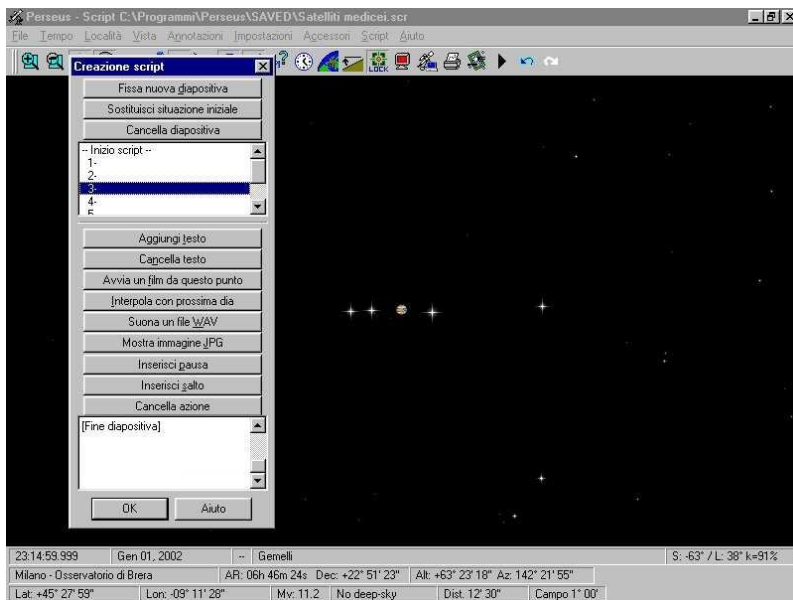 Perseus - Script C:\Programmi\Perseus\SAVED\Satelliti medicei.scr
File Tempo Località Vista Annotazioni Impostazioni Accessori Script Aiuto
LOCK
Creazione script
Fissa nuova diapositiva
Sostituisci situazione iniziale
Cancella diapositiva
-- Inizio script --
1-
2-
3-
4-
5-
Aggiungi testo
Cancella testo
Avvia un film da questo punto
Interpola con prossima dia
Suona un file WAV
Mostra immagine JPG
Inserisci pausa
Inserisci salto
Cancella azione
[Fine diapositiva]
OK Aiuto
23:14:59.999 Gen 01, 2002 -- Gemelli S: -63° / L: 38° k=91%
Milano - Osservatorio di Brera AR: 06h 46m 24s Dec: +22° 51' 23" Alt: +63° 23' 18" Az: 142° 21' 55"
Lat: +45° 27' 59" Lon: -09° 11' 28" Mv: 11.2 No deep-sky Dist. 12' 30" Campo 1° 00'